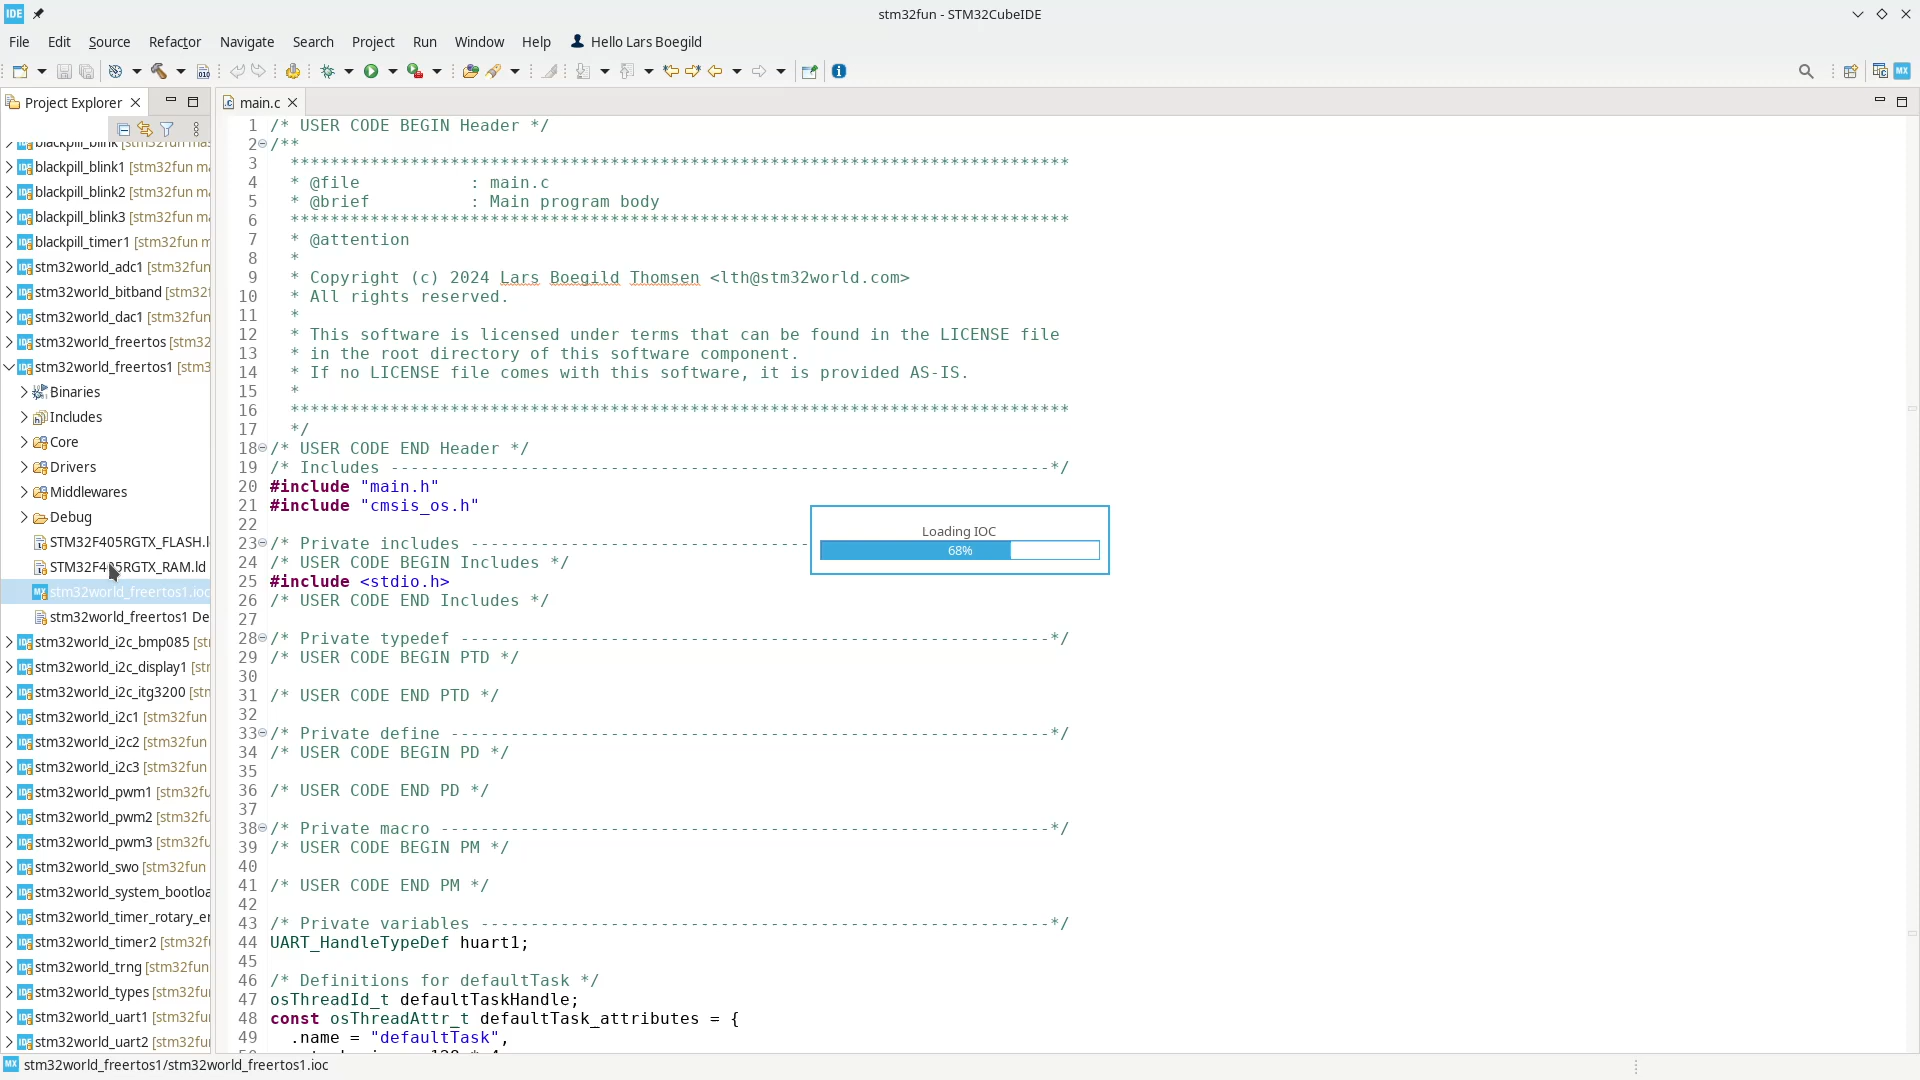 IDE
stm32fun - STM32CubeIDE
File Edit Source Refactor Navigate Search Project Run Window Help Hello Lars Boegild
Project Explorer
main.c
blackpill_blink [stm32fun mas
blackpill_blink1 [stm32fun ma
blackpill_blink2 [stm32fun ma
blackpill_blink3 [stm32fun ma
blackpill_timer1 [stm32fun m
stm32world_adc1 [stm32fun
stm32world_bitband [stm32f
stm32world_dac1 [stm32fun
stm32world_freertos [stm32
stm32world_freertos1 [stm3
Binaries
Includes
Core
Drivers
Middlewares
Debug
STM32F405RGTX_FLASH.l
STM32F405RGTX_RAM.ld
stm32world_freertos1.ioc
stm32world_freertos1 De
stm32world_i2c_bmp085 [st
stm32world_i2c_display1 [str
stm32world_i2c_itg3200 [stm
stm32world_i2c1 [stm32fun
stm32world_i2c2 [stm32fun
stm32world_i2c3 [stm32fun
stm32world_pwm1 [stm32fu
stm32world_pwm2 [stm32fu
stm32world_pwm3 [stm32fu
stm32world_swo [stm32fun
stm32world_system_bootloa
stm32world_timer_rotary_en
stm32world_timer2 [stm32fu
stm32world_trng [stm32fun
stm32world_types [stm32fun
stm32world_uart1 [stm32fu
stm32world_uart2 [stm32fu
1 /* USER CODE BEGIN Header */
2 /**
3 ******************************************************************************
4 * @file           : main.c
5 * @brief          : Main program body
6 ******************************************************************************
7 * @attention
8 *
9 * Copyright (c) 2024 Lars Boegild Thomsen <lth@stm32world.com>
10 * All rights reserved.
11 *
12 * This software is licensed under terms that can be found in the LICENSE file
13 * in the root directory of this software component.
14 * If no LICENSE file comes with this software, it is provided AS-IS.
15 *
16 ******************************************************************************
17 */
18 /* USER CODE END Header */
19 /* Includes ------------------------------------------------------------------*/
20 #include "main.h"
21 #include "cmsis_os.h"
22
23 /* Private includes ----------------------------------
24 /* USER CODE BEGIN Includes */
25 #include <stdio.h>
26 /* USER CODE END Includes */
27
28 /* Private typedef -----------------------------------------------------------*/
29 /* USER CODE BEGIN PTD */
30
31 /* USER CODE END PTD */
32
33 /* Private define ------------------------------------------------------------*/
34 /* USER CODE BEGIN PD */
35
36 /* USER CODE END PD */
37
38 /* Private macro -------------------------------------------------------------*/
39 /* USER CODE BEGIN PM */
40
41 /* USER CODE END PM */
42
43 /* Private variables ---------------------------------------------------------*/
44 UART_HandleTypeDef huart1;
45
46 /* Definitions for defaultTask */
47 osThreadId_t defaultTaskHandle;
48 const osThreadAttr_t defaultTask_attributes = {
49 .name = "defaultTask",
Loading IOC
68%
MX stm32world_freertos1/stm32world_freertos1.ioc